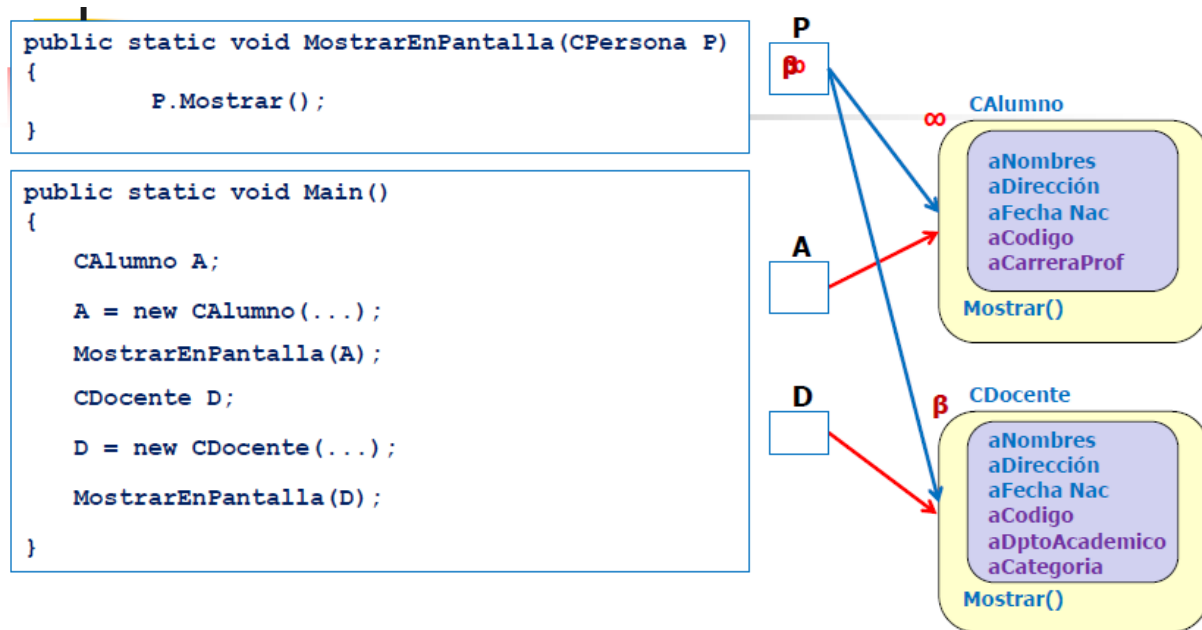 public static void MostrarEnPantalla(CPersona P)
{
P.Mostrar();
}
public static void Main()
{
CAlumno A;
A = new CAlumno(...);
MostrarEnPantalla(A);
CDocente D;
D = new CDocente(...);
MostrarEnPantalla(D);
}
P
β∞
A
D
∞
CAlumno
aNombres
aDirección
aFecha Nac
aCodigo
aCarreraProf
Mostrar()
β
CDocente
aNombres
aDirección
aFecha Nac
aCodigo
aDptoAcademico
aCategoria
Mostrar()